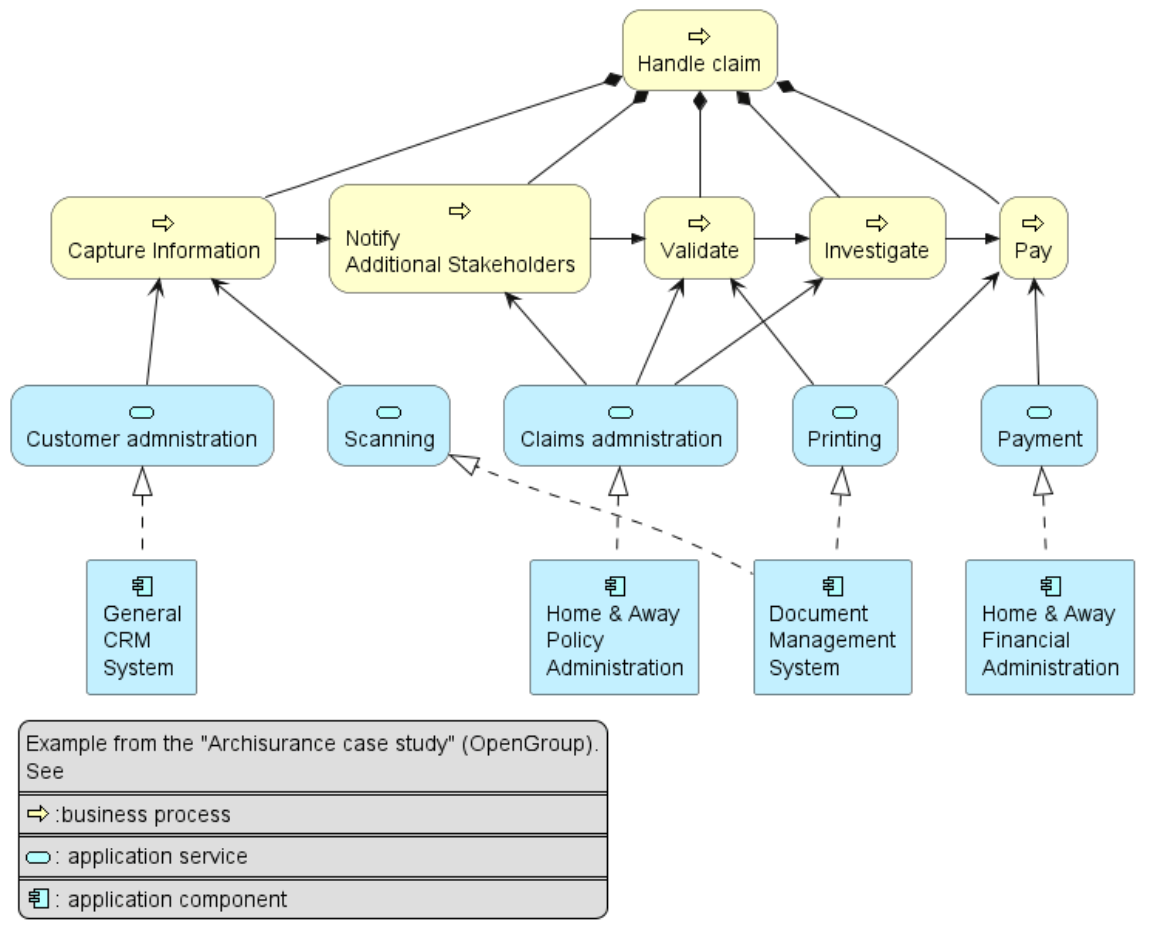 Handle claim
Capture Information
Notify
Additional Stakeholders
Validate
Investigate
Pay
Customer admnistration
Scanning
Claims admnistration
Printing
Payment
General
CRM
System
Home & Away
Policy
Administration
Document
Management
System
Home & Away
Financial
Administration
Example from the "Archisurance case study" (OpenGroup).
See
:business process
: application service
: application component